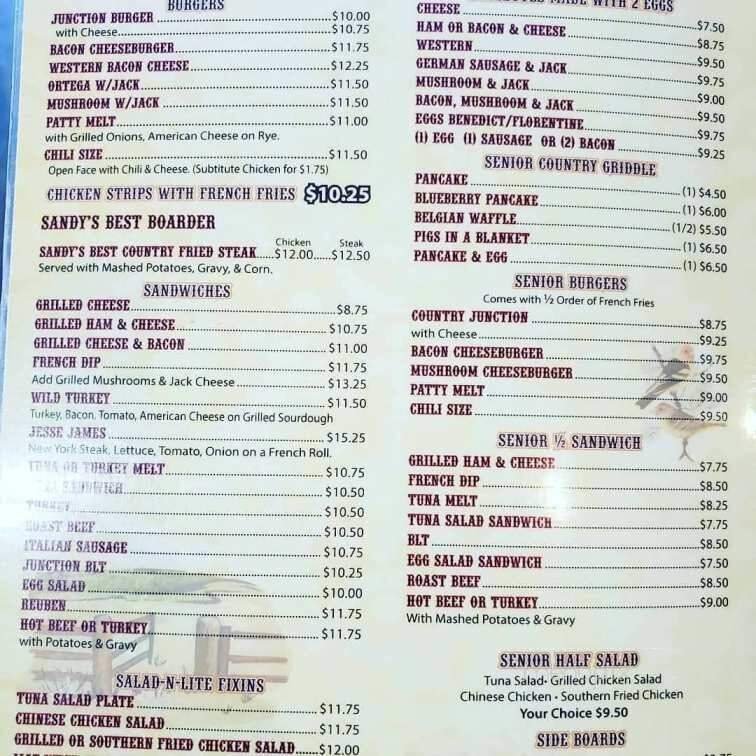 BURGERS
JUNCTION BURGER $10.00
with Cheese $10.75
BACON CHEESEBURGER $11.75
WESTERN BACON CHEESE $12.25
ORTEGA W/JACK $11.50
MUSHROOM W/JACK $11.50
PATTY MELT $11.00
with Grilled Onions, American Cheese on Rye.
CHILI SIZE $11.50
Open Face with Chili & Cheese. (Subtitute Chicken for $1.75)
CHICKEN STRIPS WITH FRENCH FRIES $10.25
SANDY'S BEST BOARDER
Chicken Steak
SANDY'S BEST COUNTRY FRIED STEAK $12.00 $12.50
Served with Mashed Potatoes, Gravy, & Corn.
SANDWICHES
GRILLED CHEESE $8.75
GRILLED HAM & CHEESE $10.75
GRILLED CHEESE & BACON $11.00
FRENCH DIP $11.75
Add Grilled Mushrooms & Jack Cheese $13.25
WILD TURKEY $11.50
Turkey, Bacon, Tomato, American Cheese on Grilled Sourdough
JESSE JAMES $15.25
New York Steak, Lettuce, Tomato, Onion on a French Roll.
TUNA OR TURKEY MELT $10.75
SANDWICH $10.50
TURKEY $10.50
ROAST BEEF $10.50
ITALIAN SAUSAGE $10.75
JUNCTION BLT $10.25
EGG SALAD $10.00
REUBEN $11.75
HOT BEEF OR TURKEY $11.75
with Potatoes & Gravy
SALAD-N-LITE FIXINS
TUNA SALAD PLATE $11.75
CHINESE CHICKEN SALAD $11.75
GRILLED OR SOUTHERN FRIED CHICKEN SALAD $12.00
MADE WITH 2 EGGS
CHEESE $7.50
HAM OR BACON & CHEESE $8.75
WESTERN $9.50
GERMAN SAUSAGE & JACK $9.75
MUSHROOM & JACK $9.00
BACON, MUSHROOM & JACK $9.50
EGGS BENEDICT/FLORENTINE $9.75
(1) EGG (1) SAUSAGE OR (2) BACON $9.25
SENIOR COUNTRY GRIDDLE
PANCAKE (1) $4.50
BLUEBERRY PANCAKE (1) $6.00
BELGIAN WAFFLE (1/2) $5.50
PIGS IN A BLANKET (1) $6.50
PANCAKE & EGG (1) $6.50
SENIOR BURGERS
Comes with ½ Order of French Fries
COUNTRY JUNCTION $8.75
with Cheese $9.25
BACON CHEESEBURGER $9.75
MUSHROOM CHEESEBURGER $9.50
PATTY MELT $9.00
CHILI SIZE $9.50
SENIOR ½ SANDWICH
GRILLED HAM & CHEESE $7.75
FRENCH DIP $8.50
TUNA MELT $8.25
TUNA SALAD SANDWICH $7.75
BLT $8.50
EGG SALAD SANDWICH $7.50
ROAST BEEF $8.50
HOT BEEF OR TURKEY $9.00
With Mashed Potatoes & Gravy
SENIOR HALF SALAD
Tuna Salad• Grilled Chicken Salad
Chinese Chicken • Southern Fried Chicken
Your Choice $9.50
SIDE BOARDS